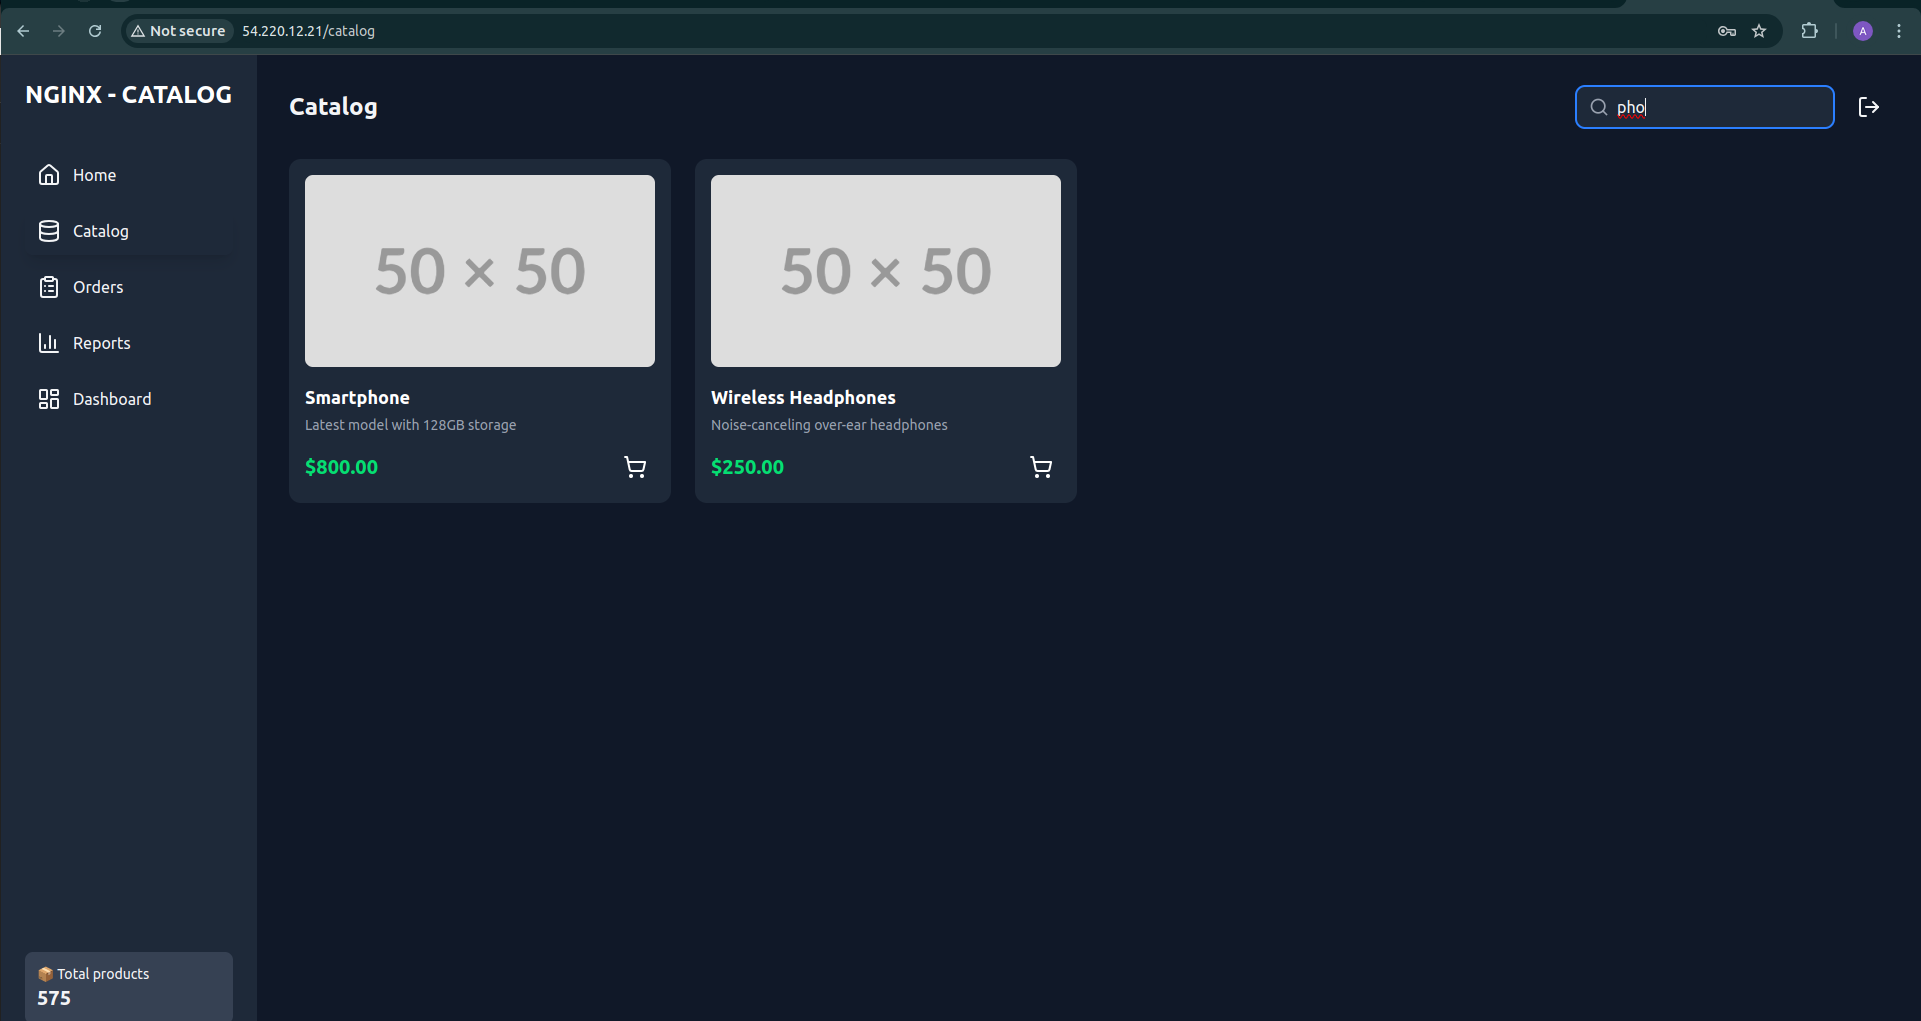 Not secure 54.220.12.21/catalog
A
NGINX - CATALOG
Home
Catalog
Orders
Reports
Dashboard
📦 Total products
575
Catalog
pho
50 × 50
Smartphone
Latest model with 128GB storage
$800.00
50 × 50
Wireless Headphones
Noise-canceling over-ear headphones
$250.00